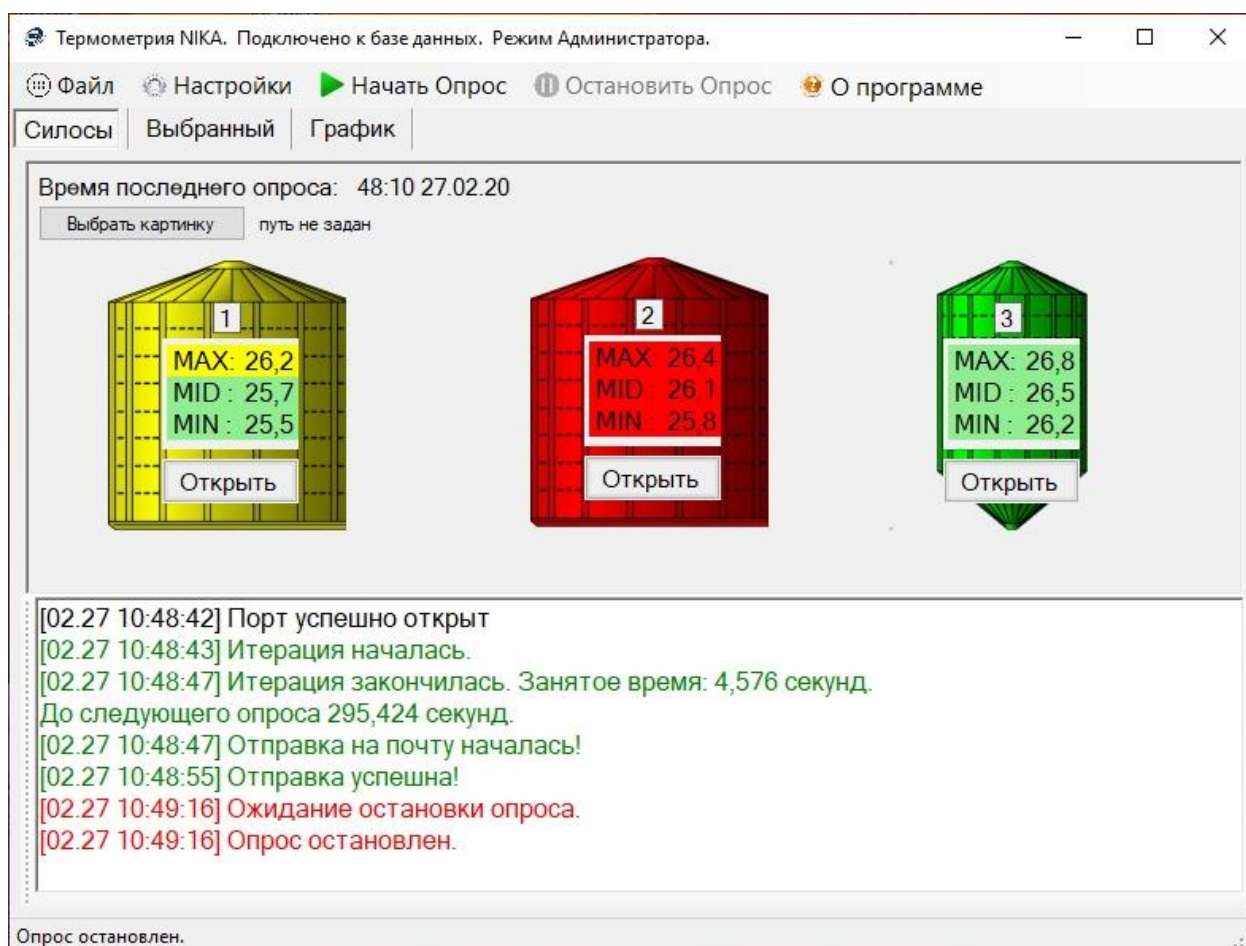 Термометрия NIKA. Подключено к базе данных. Режим Администратора.
Файл Настройки Начать Опрос Остановить Опрос О программе
Силосы Выбранный График
Время последнего опроса: 48:10 27.02.20
Выбрать картинку путь не задан
1
MAX: 26,2
MID : 25,7
MIN : 25,5
Открыть
2
MAX: 26,4
MID : 26,1
MIN : 25,8
Открыть
3
MAX: 26,8
MID : 26,5
MIN : 26,2
Открыть
[02.27 10:48:42] Порт успешно открыт
[02.27 10:48:43] Итерация началась.
[02.27 10:48:47] Итерация закончилась. Занятое время: 4,576 секунд.
До следующего опроса 295,424 секунд.
[02.27 10:48:47] Отправка на почту началась!
[02.27 10:48:55] Отправка успешна!
[02.27 10:49:16] Ожидание остановки опроса.
[02.27 10:49:16] Опрос остановлен.
Опрос остановлен.